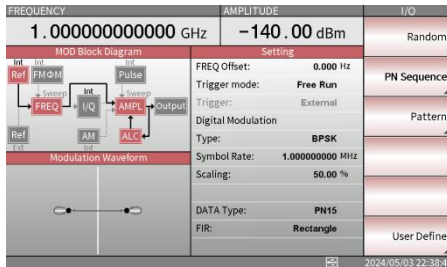 FREQUENCY AMPLITUDE I/Q
1.000000000000 GHz -140.00 dBm
Random
MOD Block Diagram
Setting
Int Int
Ref FMΦM Pulse
FREQ Offset: 0.000 Hz
PN Sequence
Sweep Int Sweep
Trigger mode: Free Run
FREQ I/Q AMPL Output
Trigger: External
Pattern
Digital Modulation
Ref AM ALC
Type: BPSK
Ext Int
Modulation Waveform
Symbol Rate: 1.000000000 MHz
Scaling: 50.00 %
DATA Type: PN15
FIR: Rectangle
User Define
2024/05/03 22:38:4